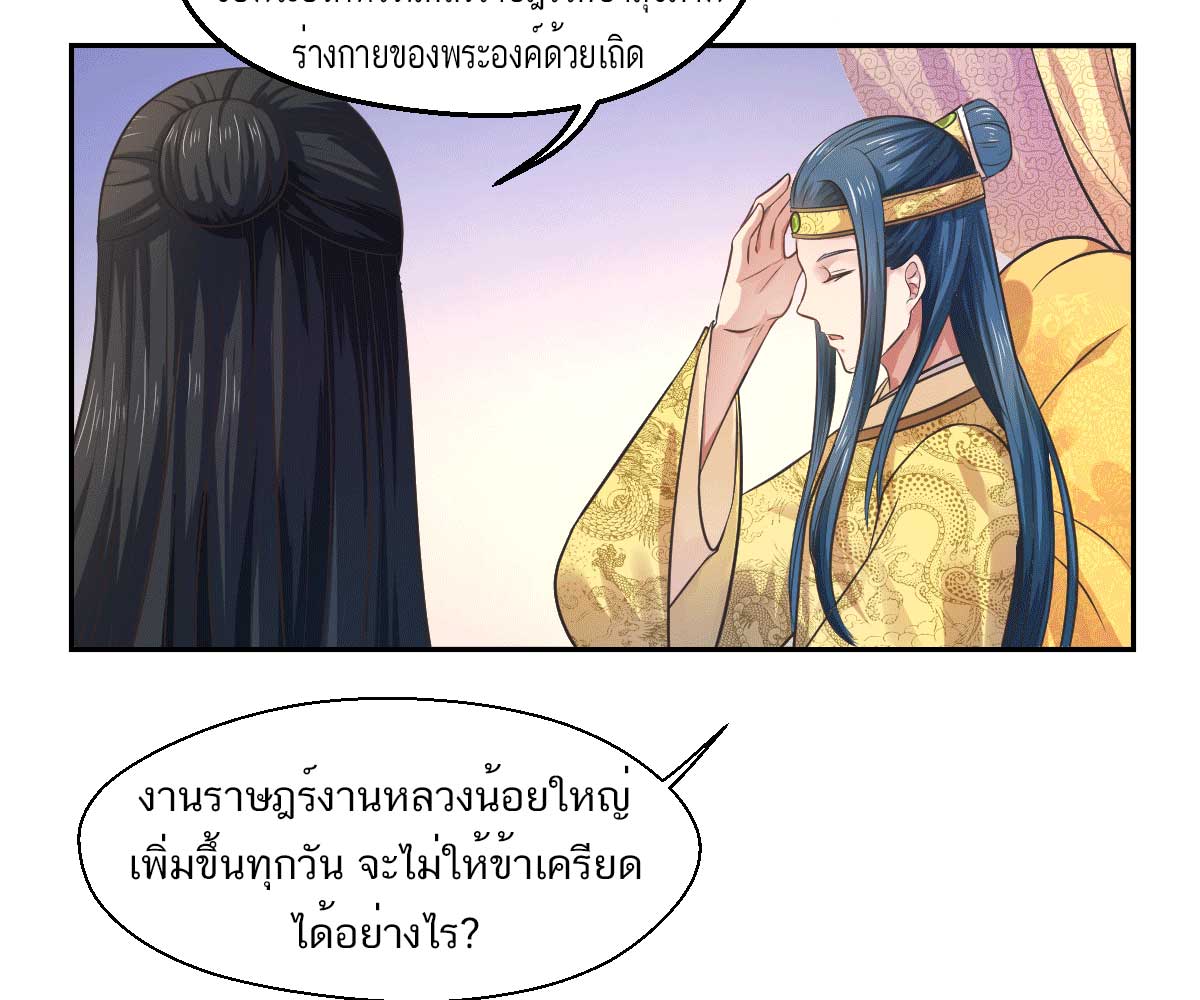 ร่างกายของพระองค์ด้วยเถิด
งานราษฎร์งานหลวงน้อยใหญ่
เพิ่มขึ้นทุกวัน จะไม่ให้ข้าเครียด
ได้อย่างไร?